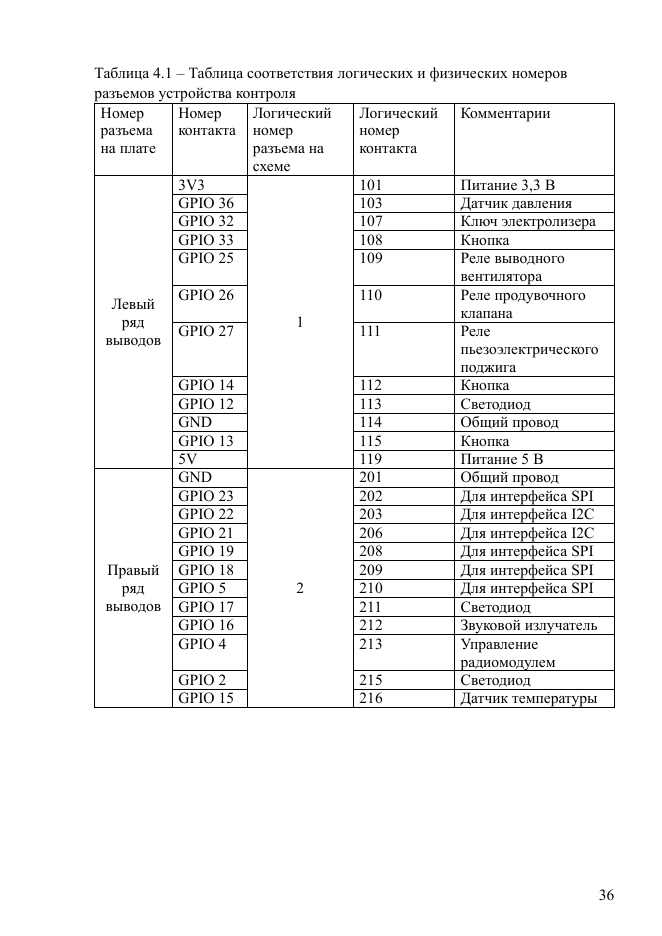 Таблица 4.1 – Таблица соответствия логических и физических номеров
разъемов устройства контроля
Номер разъема на плате Номер контакта Логический номер разъема на схеме Логический номер контакта Комментарии
Левый ряд выводов 3V3 1 101 Питание 3,3 В
GPIO 36 103 Датчик давления
GPIO 32 107 Ключ электролизера
GPIO 33 108 Кнопка
GPIO 25 109 Реле выводного вентилятора
GPIO 26 110 Реле продувочного клапана
GPIO 27 111 Реле пьезоэлектрического поджига
GPIO 14 112 Кнопка
GPIO 12 113 Светодиод
GND 114 Общий провод
GPIO 13 115 Кнопка
5V 119 Питание 5 В
Правый ряд выводов GND 2 201 Общий провод
GPIO 23 202 Для интерфейса SPI
GPIO 22 203 Для интерфейса I2C
GPIO 21 206 Для интерфейса I2C
GPIO 19 208 Для интерфейса SPI
GPIO 18 209 Для интерфейса SPI
GPIO 5 210 Для интерфейса SPI
GPIO 17 211 Светодиод
GPIO 16 212 Звуковой излучатель
GPIO 4 213 Управление радиомодулем
GPIO 2 215 Светодиод
GPIO 15 216 Датчик температуры
36